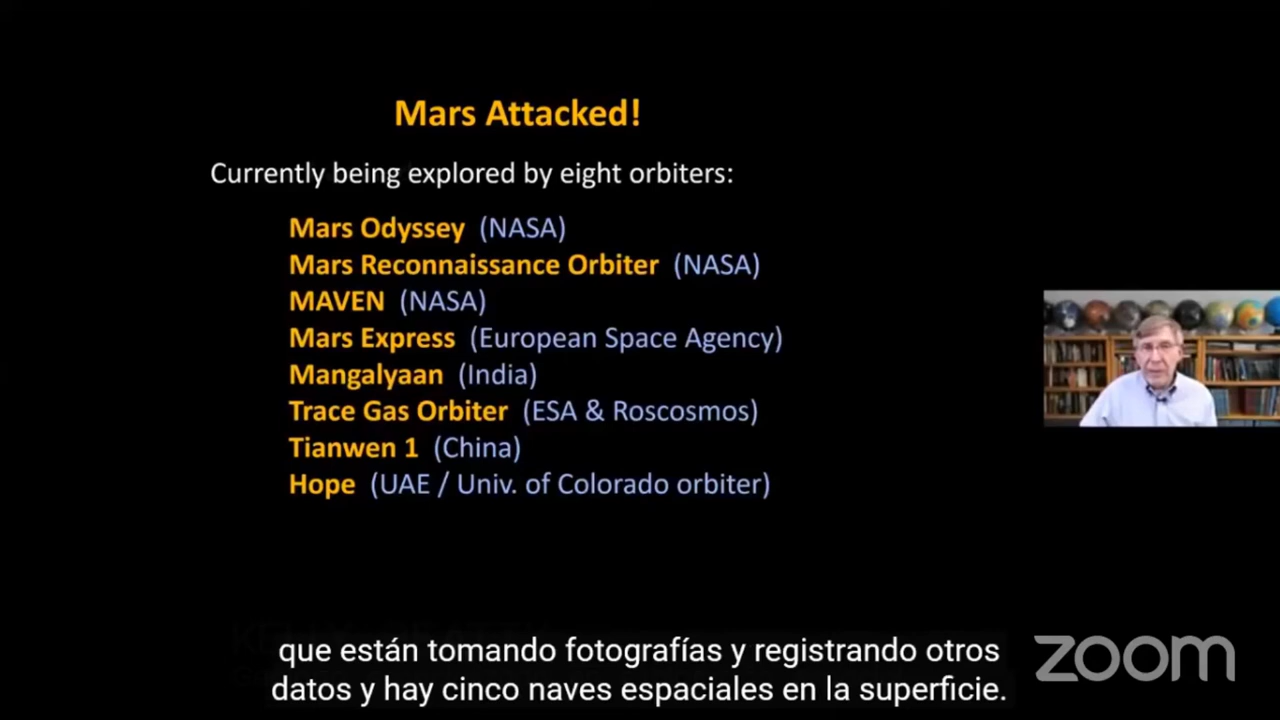 Mars Attacked!
Currently being explored by eight orbiters:
Mars Odyssey (NASA)
Mars Reconnaissance Orbiter (NASA)
MAVEN (NASA)
Mars Express (European Space Agency)
Mangalyaan (India)
Trace Gas Orbiter (ESA & Roscosmos)
Tianwen 1 (China)
Hope (UAE / Univ. of Colorado orbiter)
que están tomando fotografías y registrando otros
datos y hay cinco naves espaciales en la superficie.
zoom